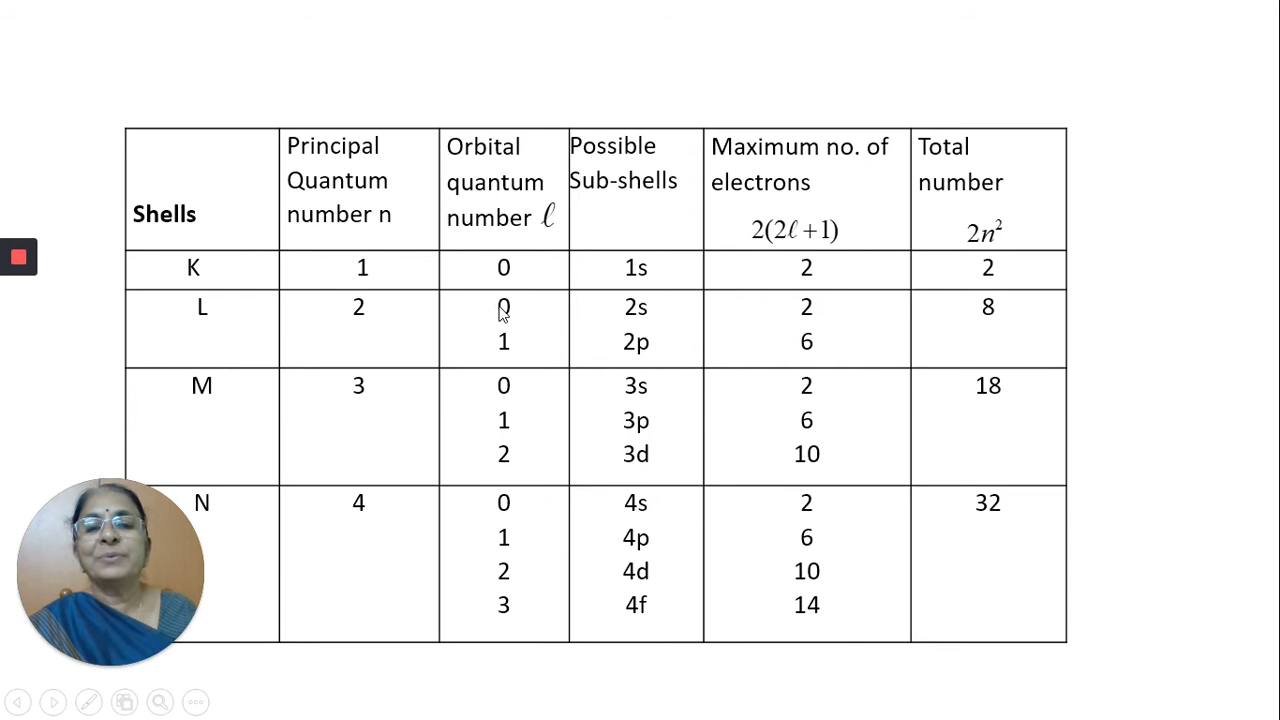 Shells
Principal
Quantum
number n
Orbital
quantum
number ℓ
Possible
Sub-shells
Maximum no. of
electrons
2(2ℓ+1)
Total
number
2n²
K 1 0 1s 2 2
L 2 0 2s 2 8
1 2p 6
M 3 0 3s 2 18
1 3p 6
2 3d 10
N 4 0 4s 2 32
1 4p 6
2 4d 10
3 4f 14